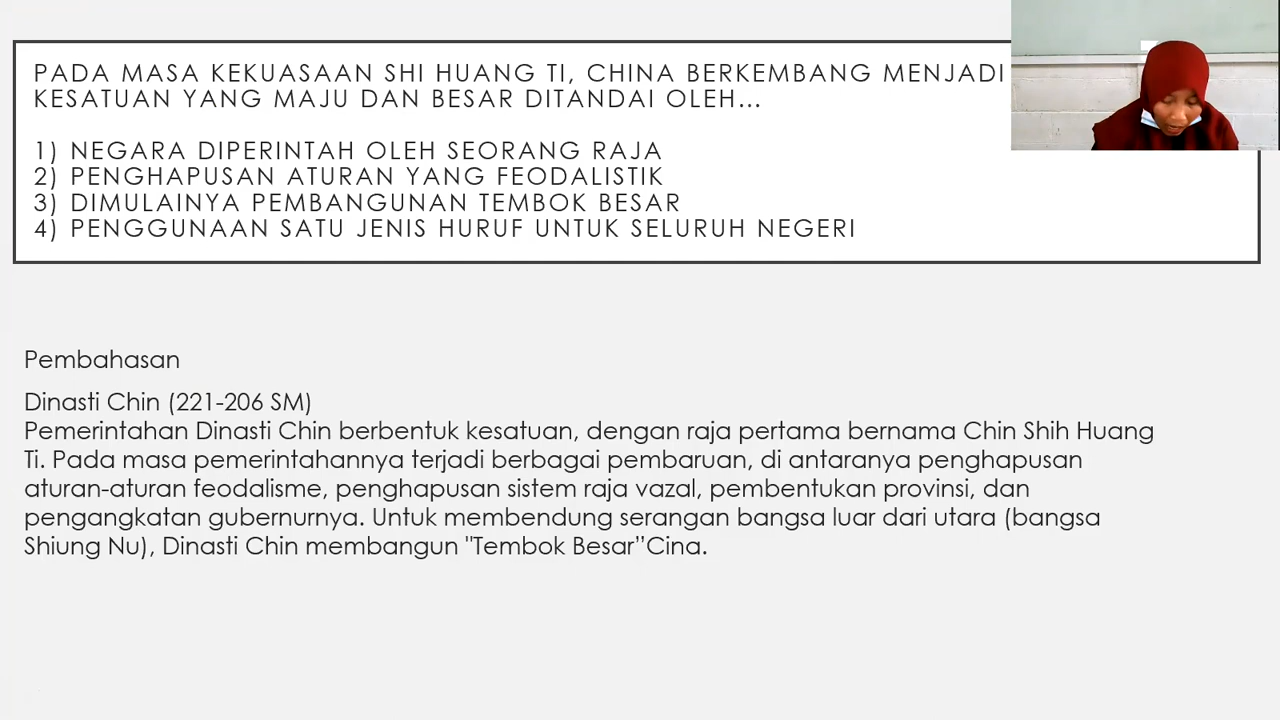 PADA MASA KEKUASAAN SHI HUANG TI, CHINA BERKEMBANG MENJADI
KESATUAN YANG MAJU DAN BESAR DITANDAI OLEH...
1) NEGARA DIPERINTAH OLEH SEORANG RAJA
2) PENGHAPUSAN ATURAN YANG FEODALISTIK
3) DIMULAINYA PEMBANGUNAN TEMBOK BESAR
4) PENGGUNAAN SATU JENIS HURUF UNTUK SELURUH NEGERI
Pembahasan
Dinasti Chin (221-206 SM)
Pemerintahan Dinasti Chin berbentuk kesatuan, dengan raja pertama bernama Chin Shih Huang
Ti. Pada masa pemerintahannya terjadi berbagai pembaruan, di antaranya penghapusan
aturan-aturan feodalisme, penghapusan sistem raja vazal, pembentukan provinsi, dan
pengangkatan gubernurnya. Untuk membendung serangan bangsa luar dari utara (bangsa
Shiung Nu), Dinasti Chin membangun "Tembok Besar”Cina.